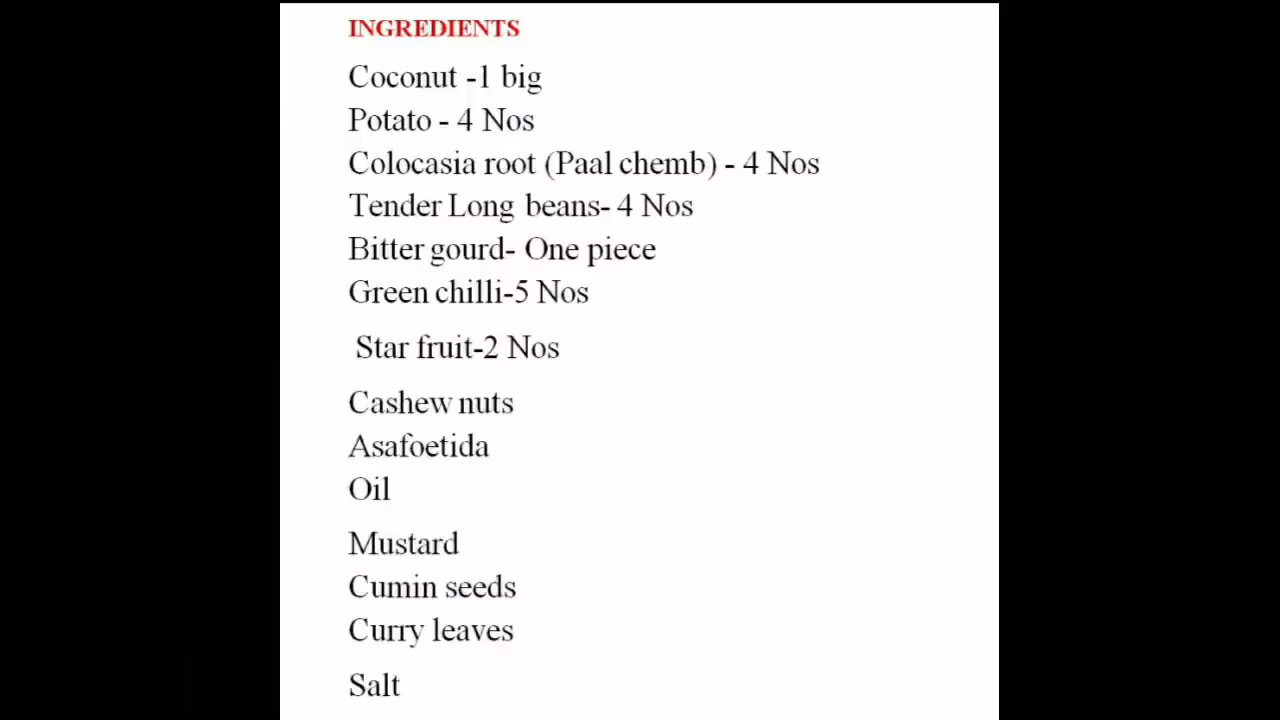 INGREDIENTS
Coconut -1 big
Potato - 4 Nos
Colocasia root (Paal chemb) - 4 Nos
Tender Long beans- 4 Nos
Bitter gourd- One piece
Green chilli-5 Nos
Star fruit-2 Nos
Cashew nuts
Asafoetida
Oil
Mustard
Cumin seeds
Curry leaves
Salt